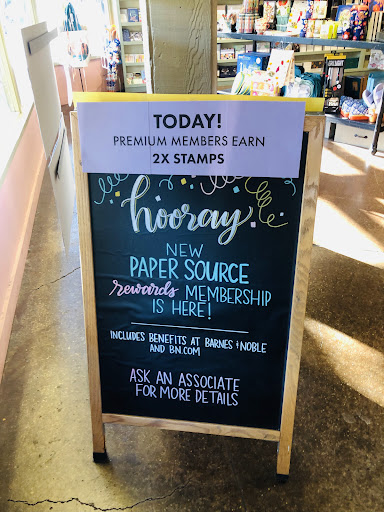 TODAY!
PREMIUM MEMBERS EARN
2X STAMPS
hooray
NEW
PAPER SOURCE
rewards MEMBERSHIP
IS HERE!
INCLUDES BENEFITS AT BARNES & NOBLE
AND BN.COM
ASK AN ASSOCIATE
FOR MORE DETAILS